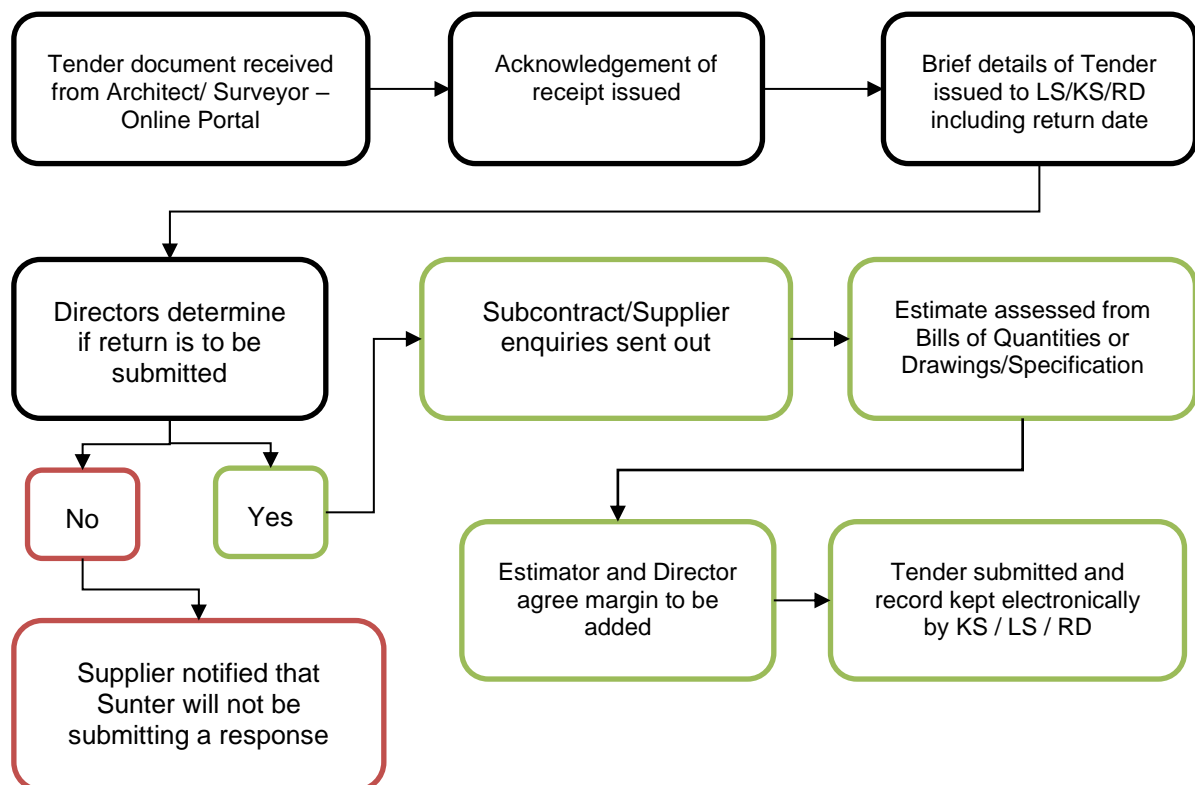 Tender document received
from Architect/ Surveyor –
Online Portal
Acknowledgement of
receipt issued
Brief details of Tender
issued to LS/KS/RD
including return date
Directors determine
if return is to be
submitted
Subcontract/Supplier
enquiries sent out
Estimate assessed from
Bills of Quantities or
Drawings/Specification
No
Yes
Estimator and Director
agree margin to be
added
Tender submitted and
record kept electronically
by KS / LS / RD
Supplier notified that
Sunter will not be
submitting a response